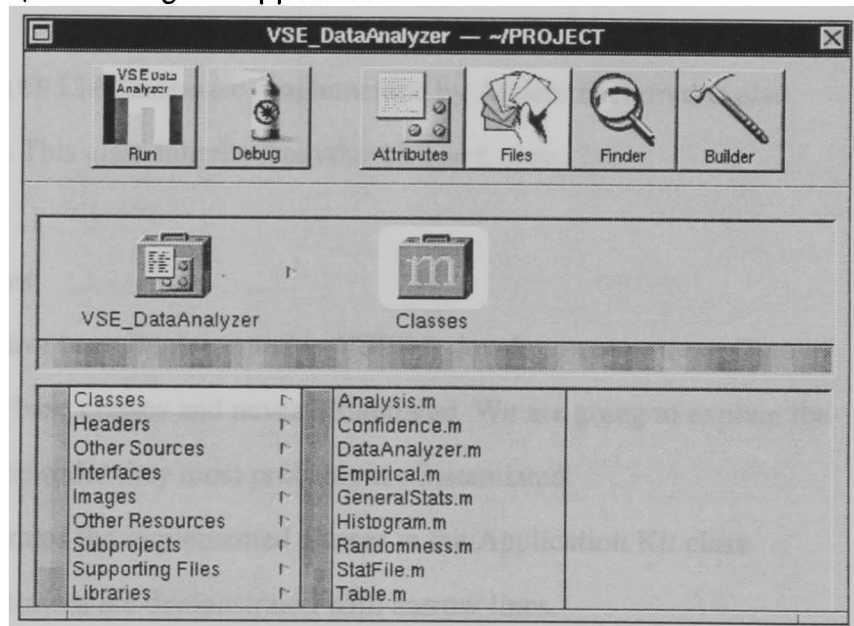 VSE_DataAnalyzer — ~/PROJECT
VSE Data
Analyzer
Run
Debug
Attributes
Files
Finder
Builder
VSE_DataAnalyzer
Classes
Classes
Headers
Other Sources
Interfaces
Images
Other Resources
Subprojects
Supporting Files
Libraries
Analysis.m
Confidence.m
DataAnalyzer.m
Empirical.m
GeneralStats.m
Histogram.m
Randomness.m
StatFile.m
Table.m